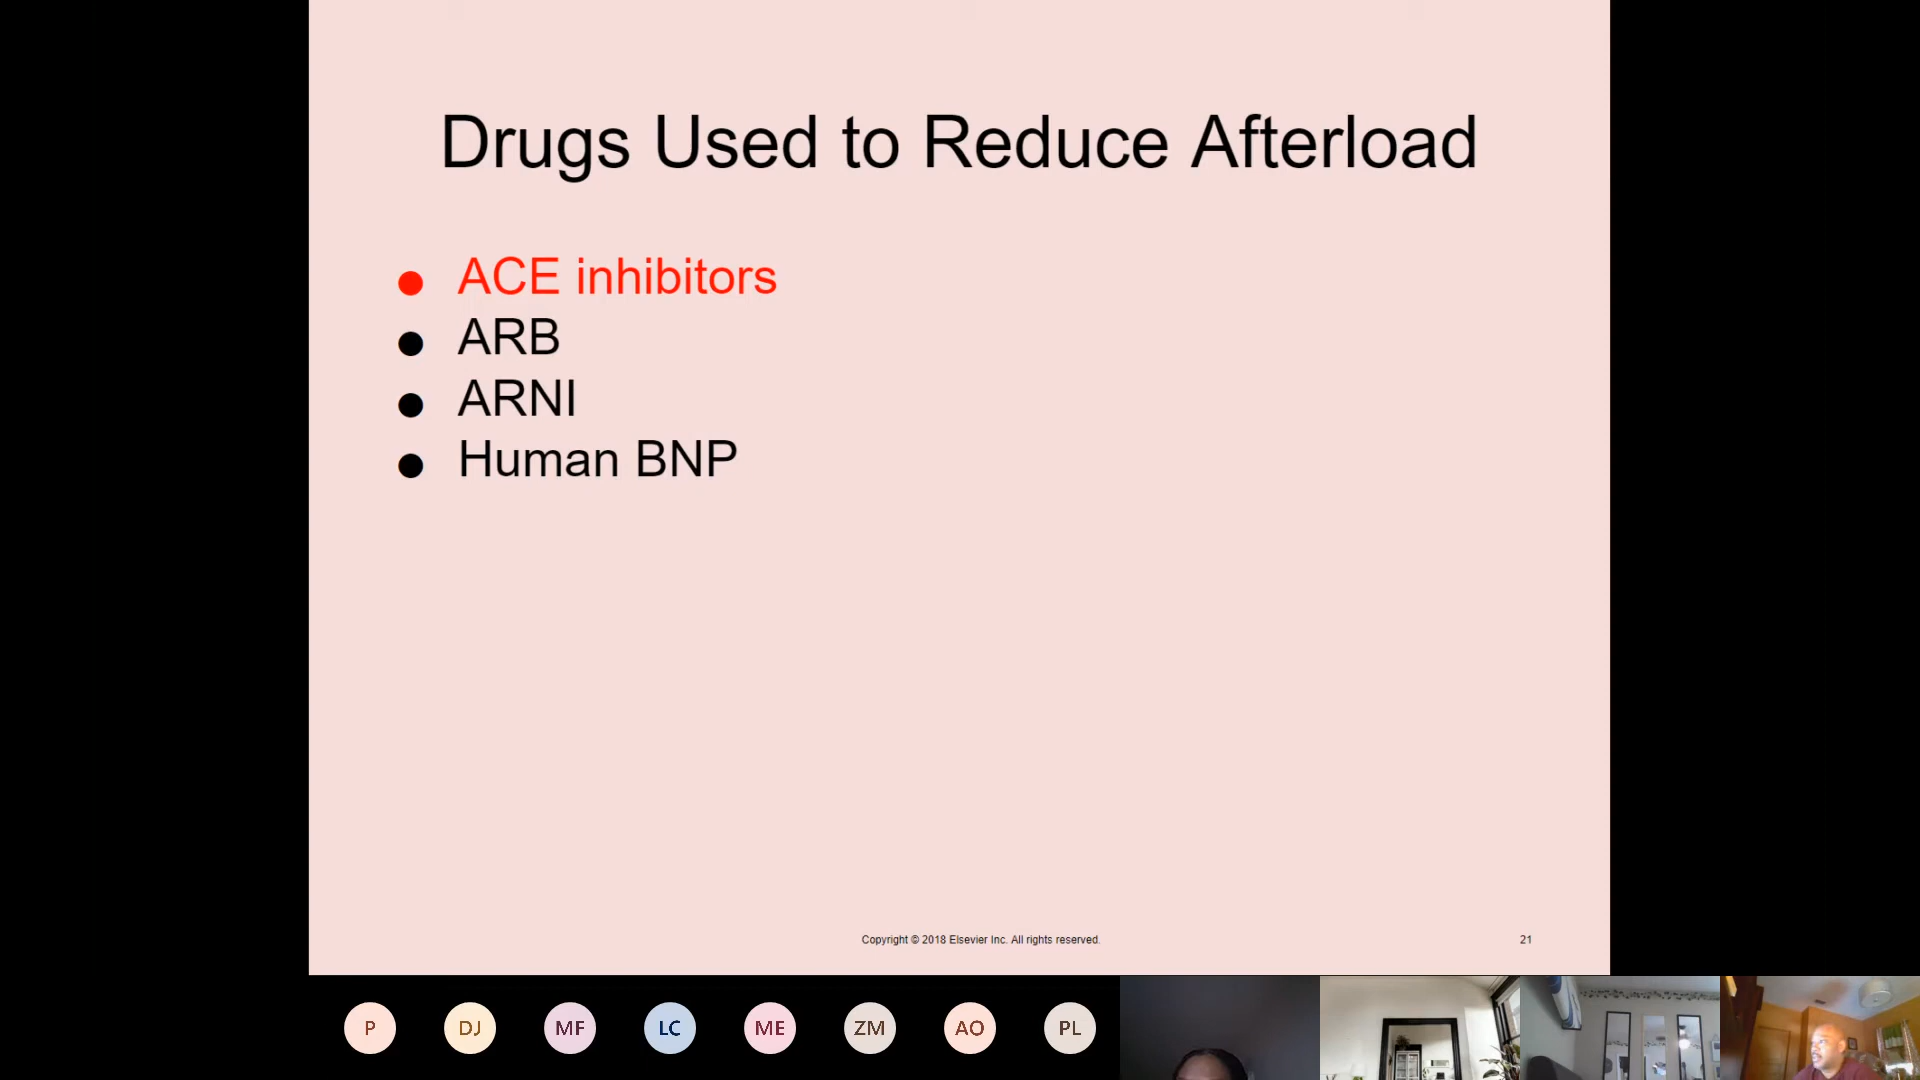 Drugs Used to Reduce Afterload
● ACE inhibitors
● ARB
● ARNI
● Human BNP
Copyright © 2018 Elsevier Inc. All rights reserved.
21
P DJ MF LC ME ZM AO PL